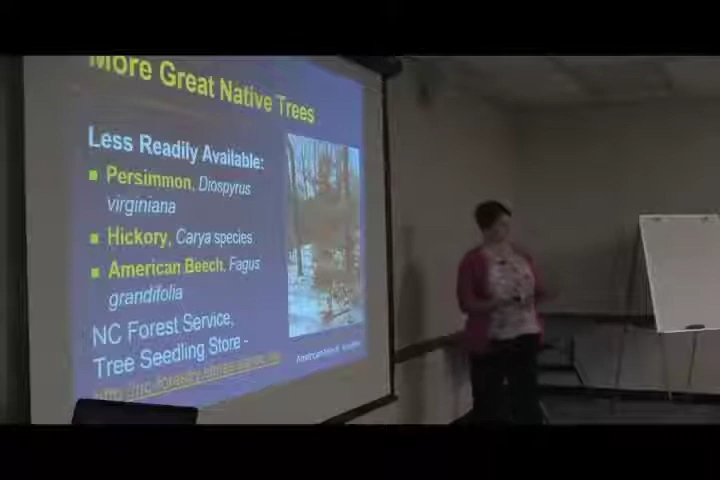 More Great Native Trees
Less Readily Available:
Persimmon, Diospyrus
virginiana
Hickory, Carya species
American Beech, Fagus
grandifolia
NC Forest Service,
Tree Seedling Store -
American